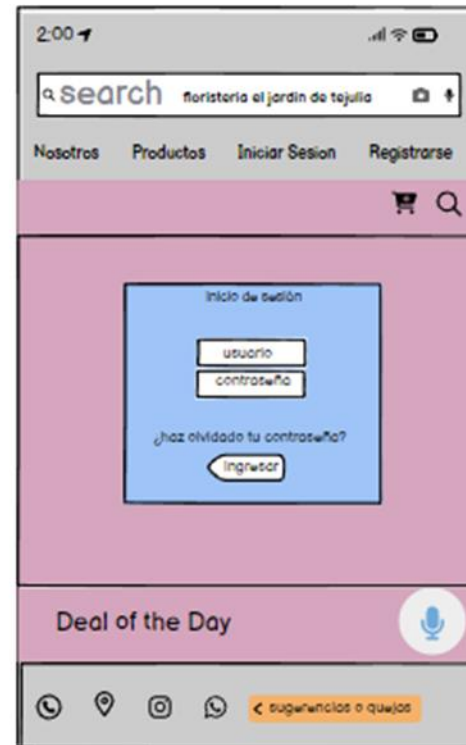 2:00
search floristeria el jardin de tejulia
Nosotros Productos Iniciar Sesion Registrarse
Inicio de sesión
usuario
contraseña
¿haz olvidado tu contraseña?
Ingresar
Deal of the Day
< sugerencias o quejas